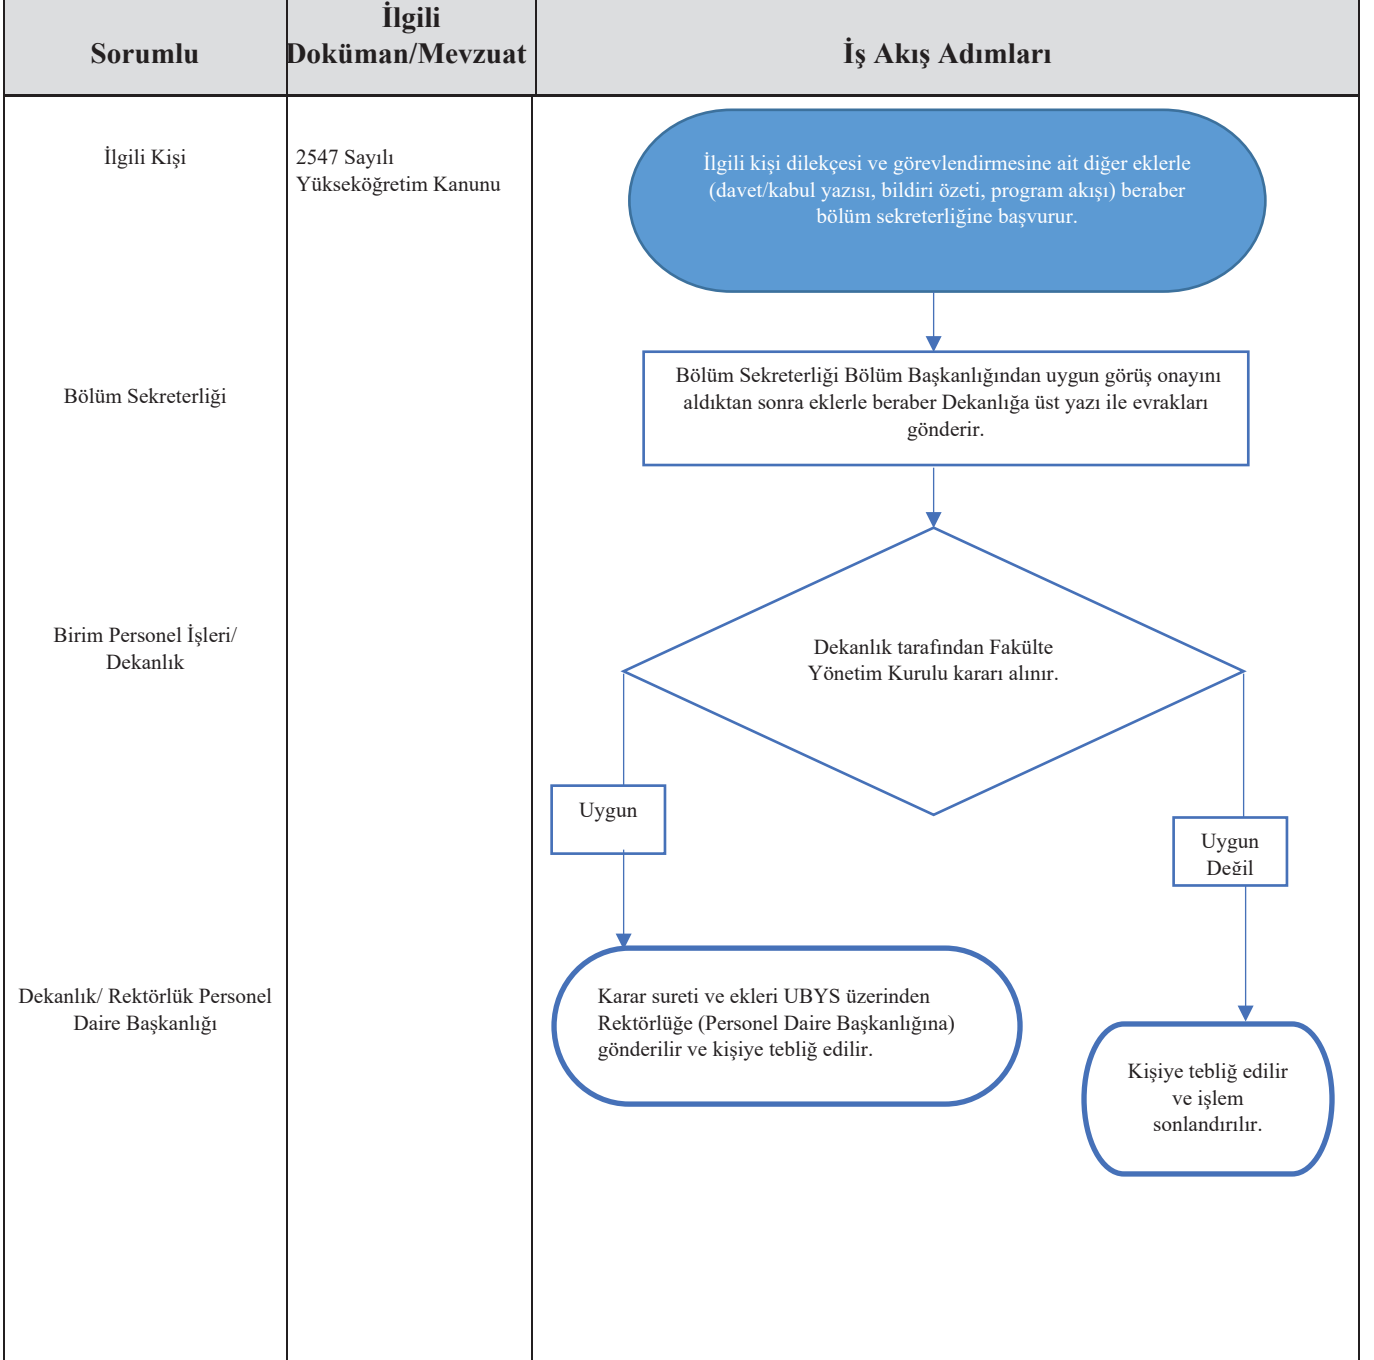 Sorumlu
İlgili
Doküman/Mevzuat
İş Akış Adımları
İlgili Kişi
2547 Sayılı
Yükseköğretim Kanunu
İlgili kişi dilekçesi ve görevlendirmesine ait diğer eklerle
(davet/kabul yazısı, bildiri özeti, program akışı) beraber
bölüm sekreterliğine başvurur.
Bölüm Sekreterliği
Bölüm Sekreterliği Bölüm Başkanlığından uygun görüş onayını
aldıktan sonra eklerle beraber Dekanlığa üst yazı ile evrakları
gönderir.
Birim Personel İşleri/
Dekanlık
Dekanlık tarafından Fakülte
Yönetim Kurulu kararı alınır.
Uygun
Uygun
Değil
Dekanlık/ Rektörlük Personel
Daire Başkanlığı
Karar sureti ve ekleri UBYS üzerinden
Rektörlüğe (Personel Daire Başkanlığına)
gönderilir ve kişiye tebliğ edilir.
Kişiye tebliğ edilir
ve işlem
sonlandırılır.